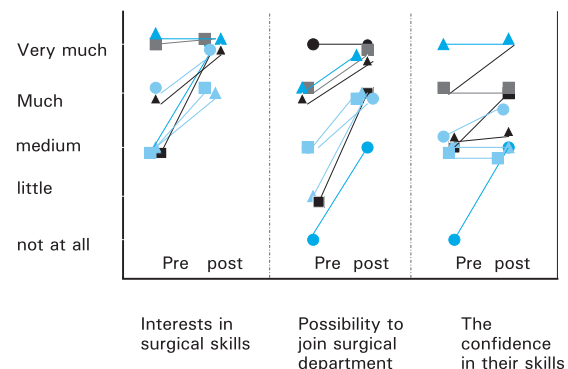 Very much
Much
medium
little
not at all
Pre post
Pre post
Pre post
Interests in
surgical skills
Possibility to
join surgical
department
The
confidence
in their skills